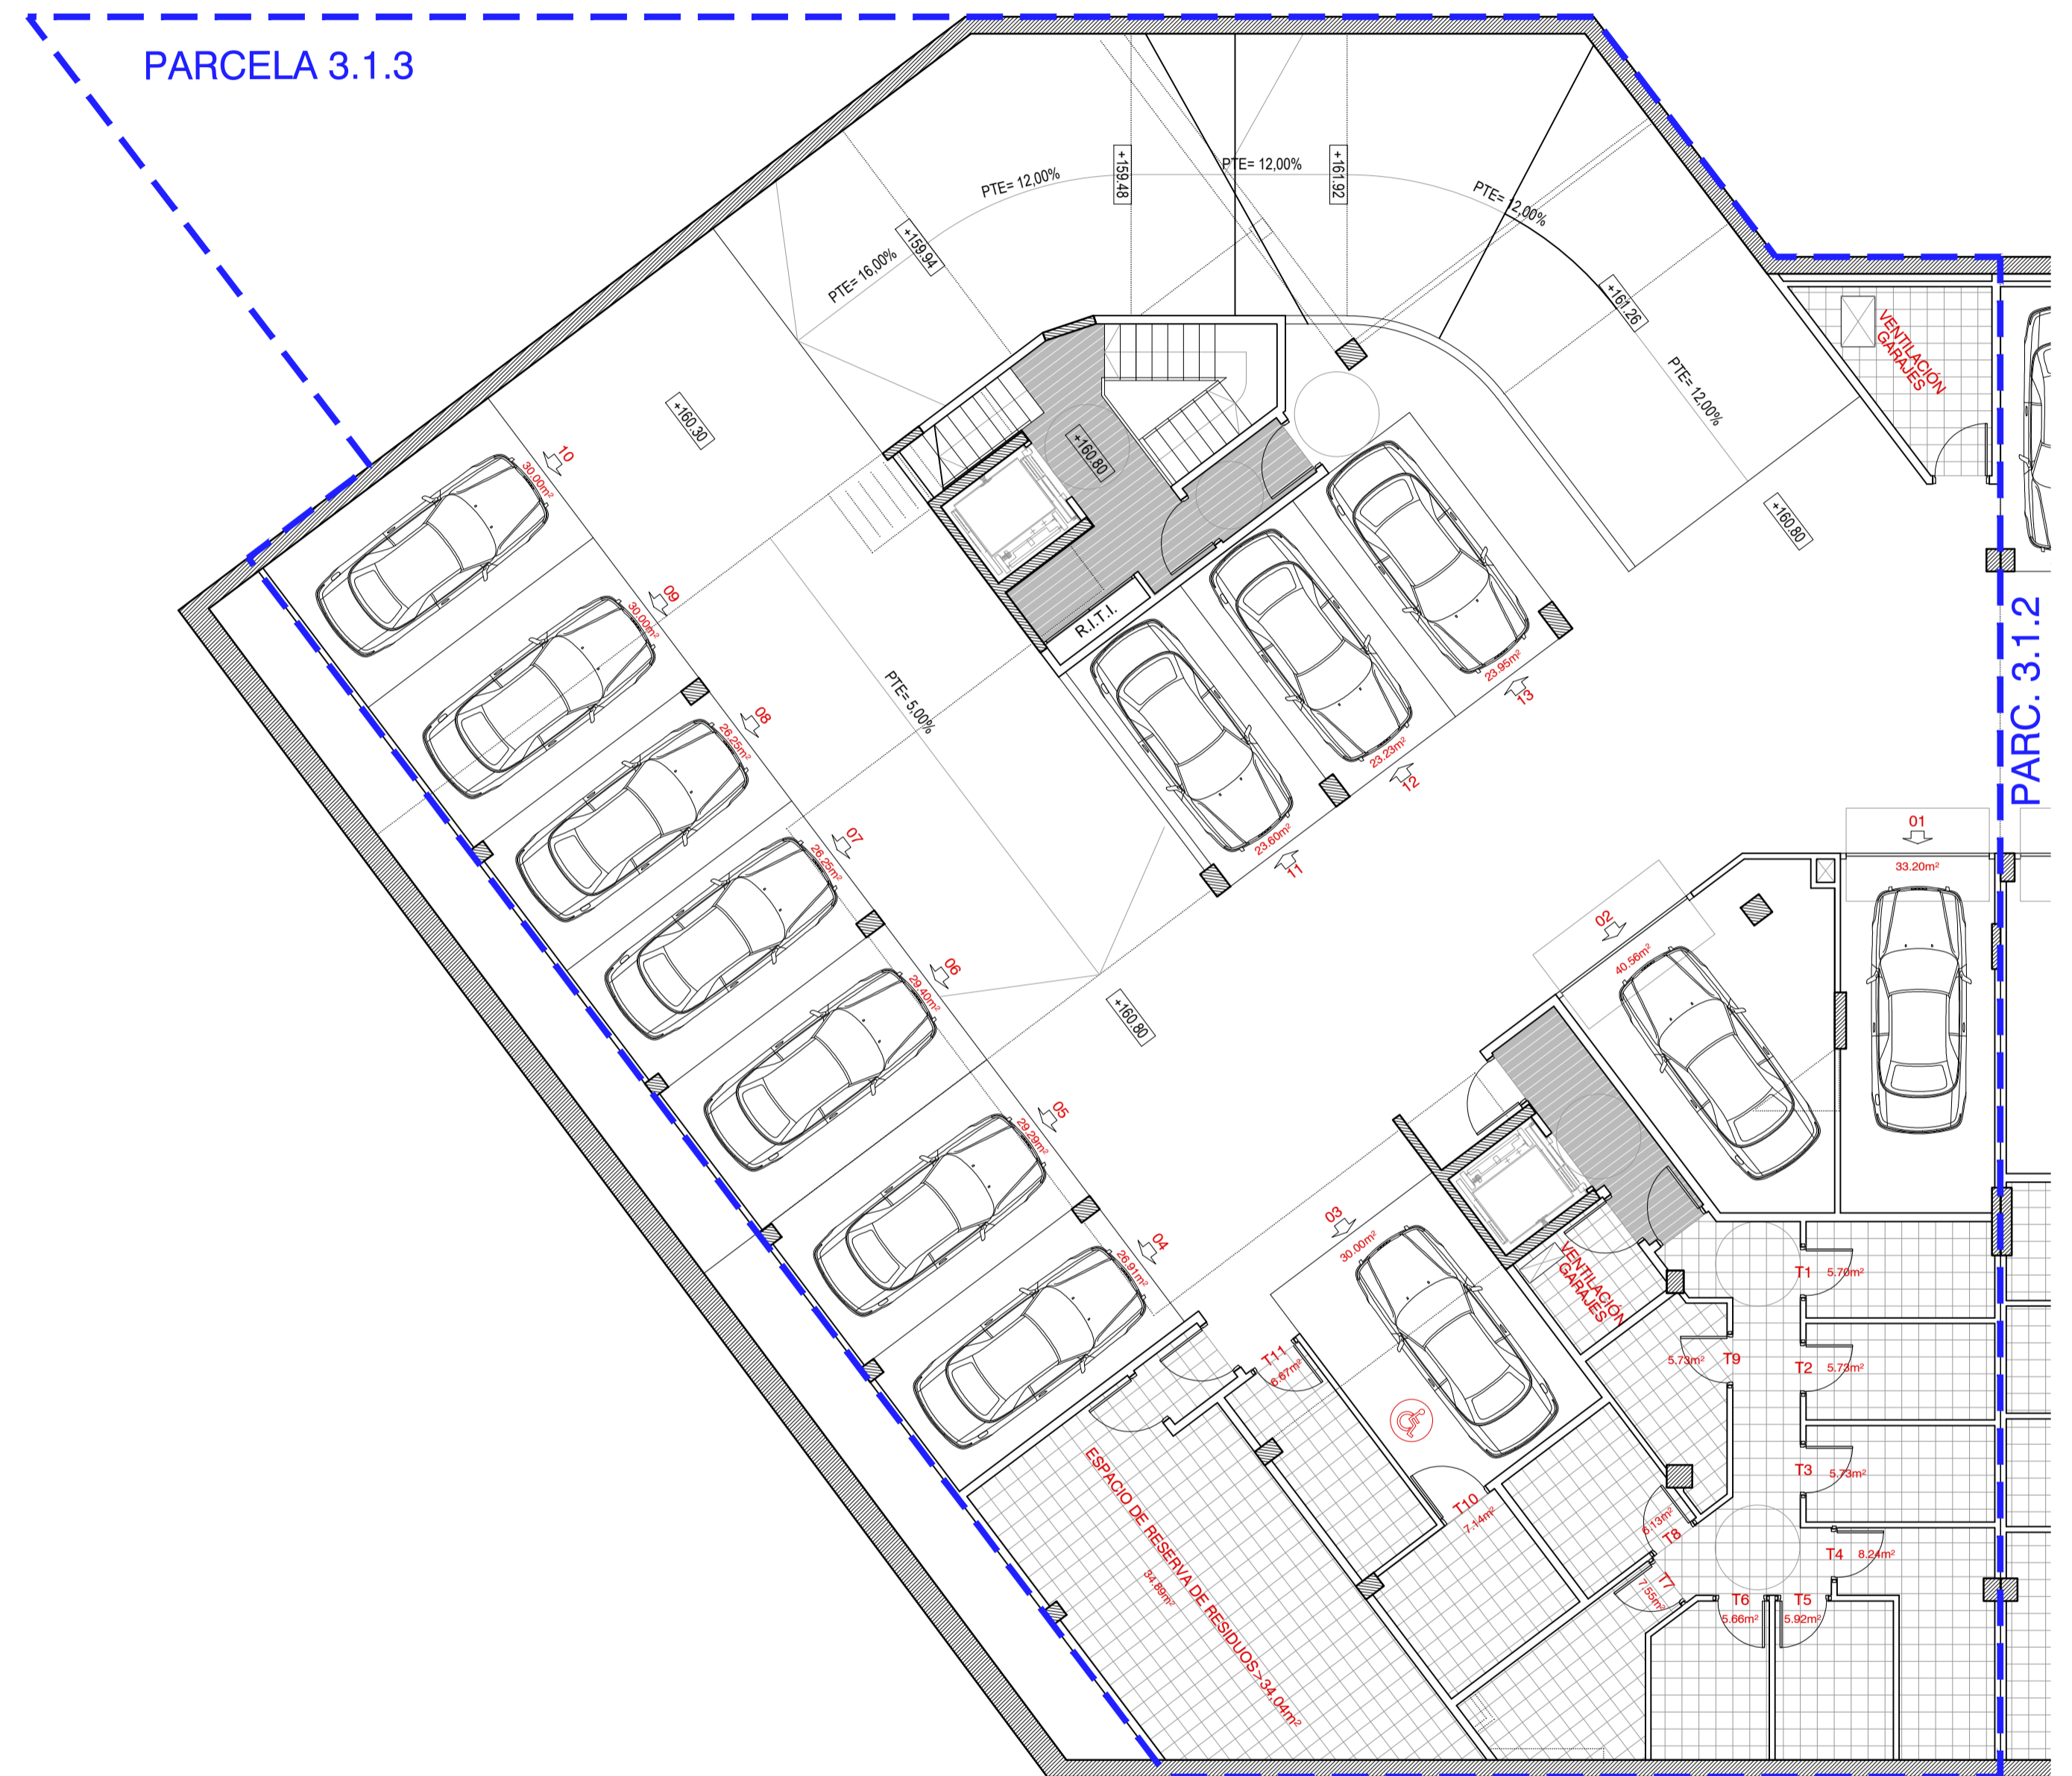 PARCELA 3.1.3
PTE= 12,00%
+159.48
PTE= 12,00%
+161.92
PTE= 12,00%
+159.94
PTE= 16,00%
+161.26
PTE= 12,00%
VENTILACIÓN
GARAJES
+160.30
+160.80
+160.80
10
30.00m²
09
30.00m²
R.I.T.I.
PARC. 3.1.2
08
26.25m²
PTE= 5,00%
13
23.95m²
12
23.23m²
11
23.60m²
07
26.25m²
01
33.20m²
02
40.56m²
06
29.40m²
+160.80
05
29.29m²
04
26.91m²
03
30.00m²
VENTILACIÓN
GARAJES
T1 5.70m²
T9
5.73m²
T2 5.73m²
T11
6.67m²
T3 5.73m²
T10
7.14m²
6.13m²
T8
T4 8.24m²
T7
7.55m²
T6
5.66m²
T5
5.92m²
ESPACIO DE RESERVA DE RESIDUOS >34.04m²
34.89m²